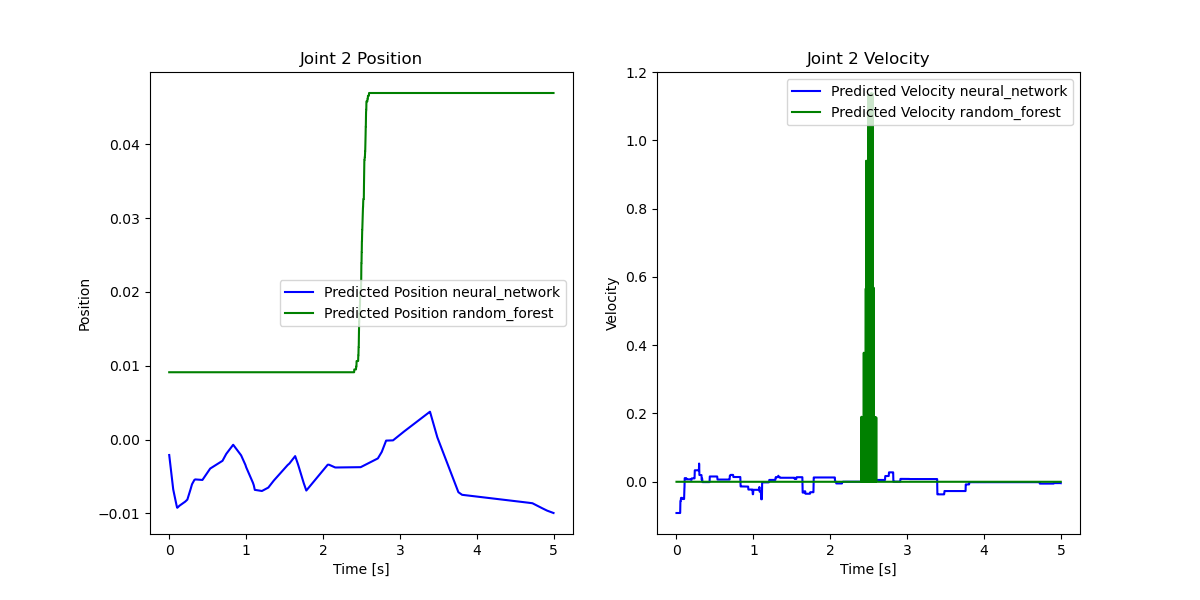 Joint 2 Position
0.04
0.03
0.02
0.01
0.00
−0.01
Position
Predicted Position neural_network
Predicted Position random_forest
0
1
2
3
4
5
Time [s]
Joint 2 Velocity
1.2
1.0
0.8
0.6
0.4
0.2
0.0
Velocity
Predicted Velocity neural_network
Predicted Velocity random_forest
0
1
2
3
4
5
Time [s]